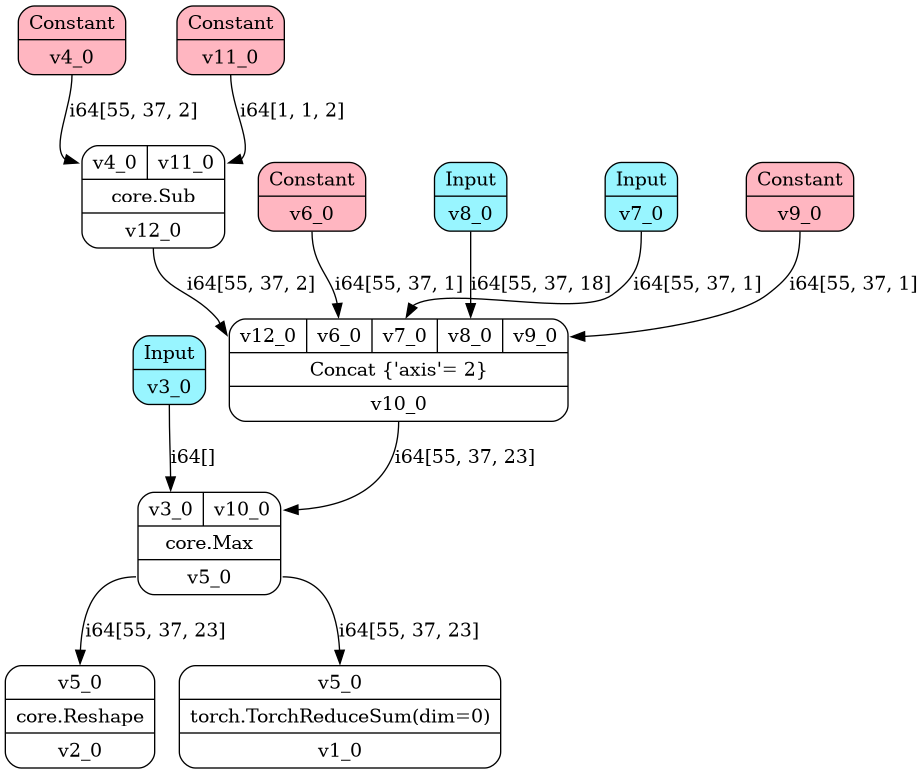 Constant
v4_0
Constant
v11_0
i64[55, 37, 2]
i64[1, 1, 2]
v4_0 v11_0
core.Sub
v12_0
Constant
v6_0
Input
v8_0
Input
v7_0
Constant
v9_0
i64[55, 37, 2]
i64[55, 37, 1]
i64[55, 37, 18]
i64[55, 37, 1]
i64[55, 37, 1]
v12_0 v6_0 v7_0 v8_0 v9_0
Concat {'axis'= 2}
v10_0
Input
v3_0
i64[]
i64[55, 37, 23]
v3_0 v10_0
core.Max
v5_0
i64[55, 37, 23]
i64[55, 37, 23]
v5_0
core.Reshape
v2_0
v5_0
torch.TorchReduceSum(dim=0)
v1_0